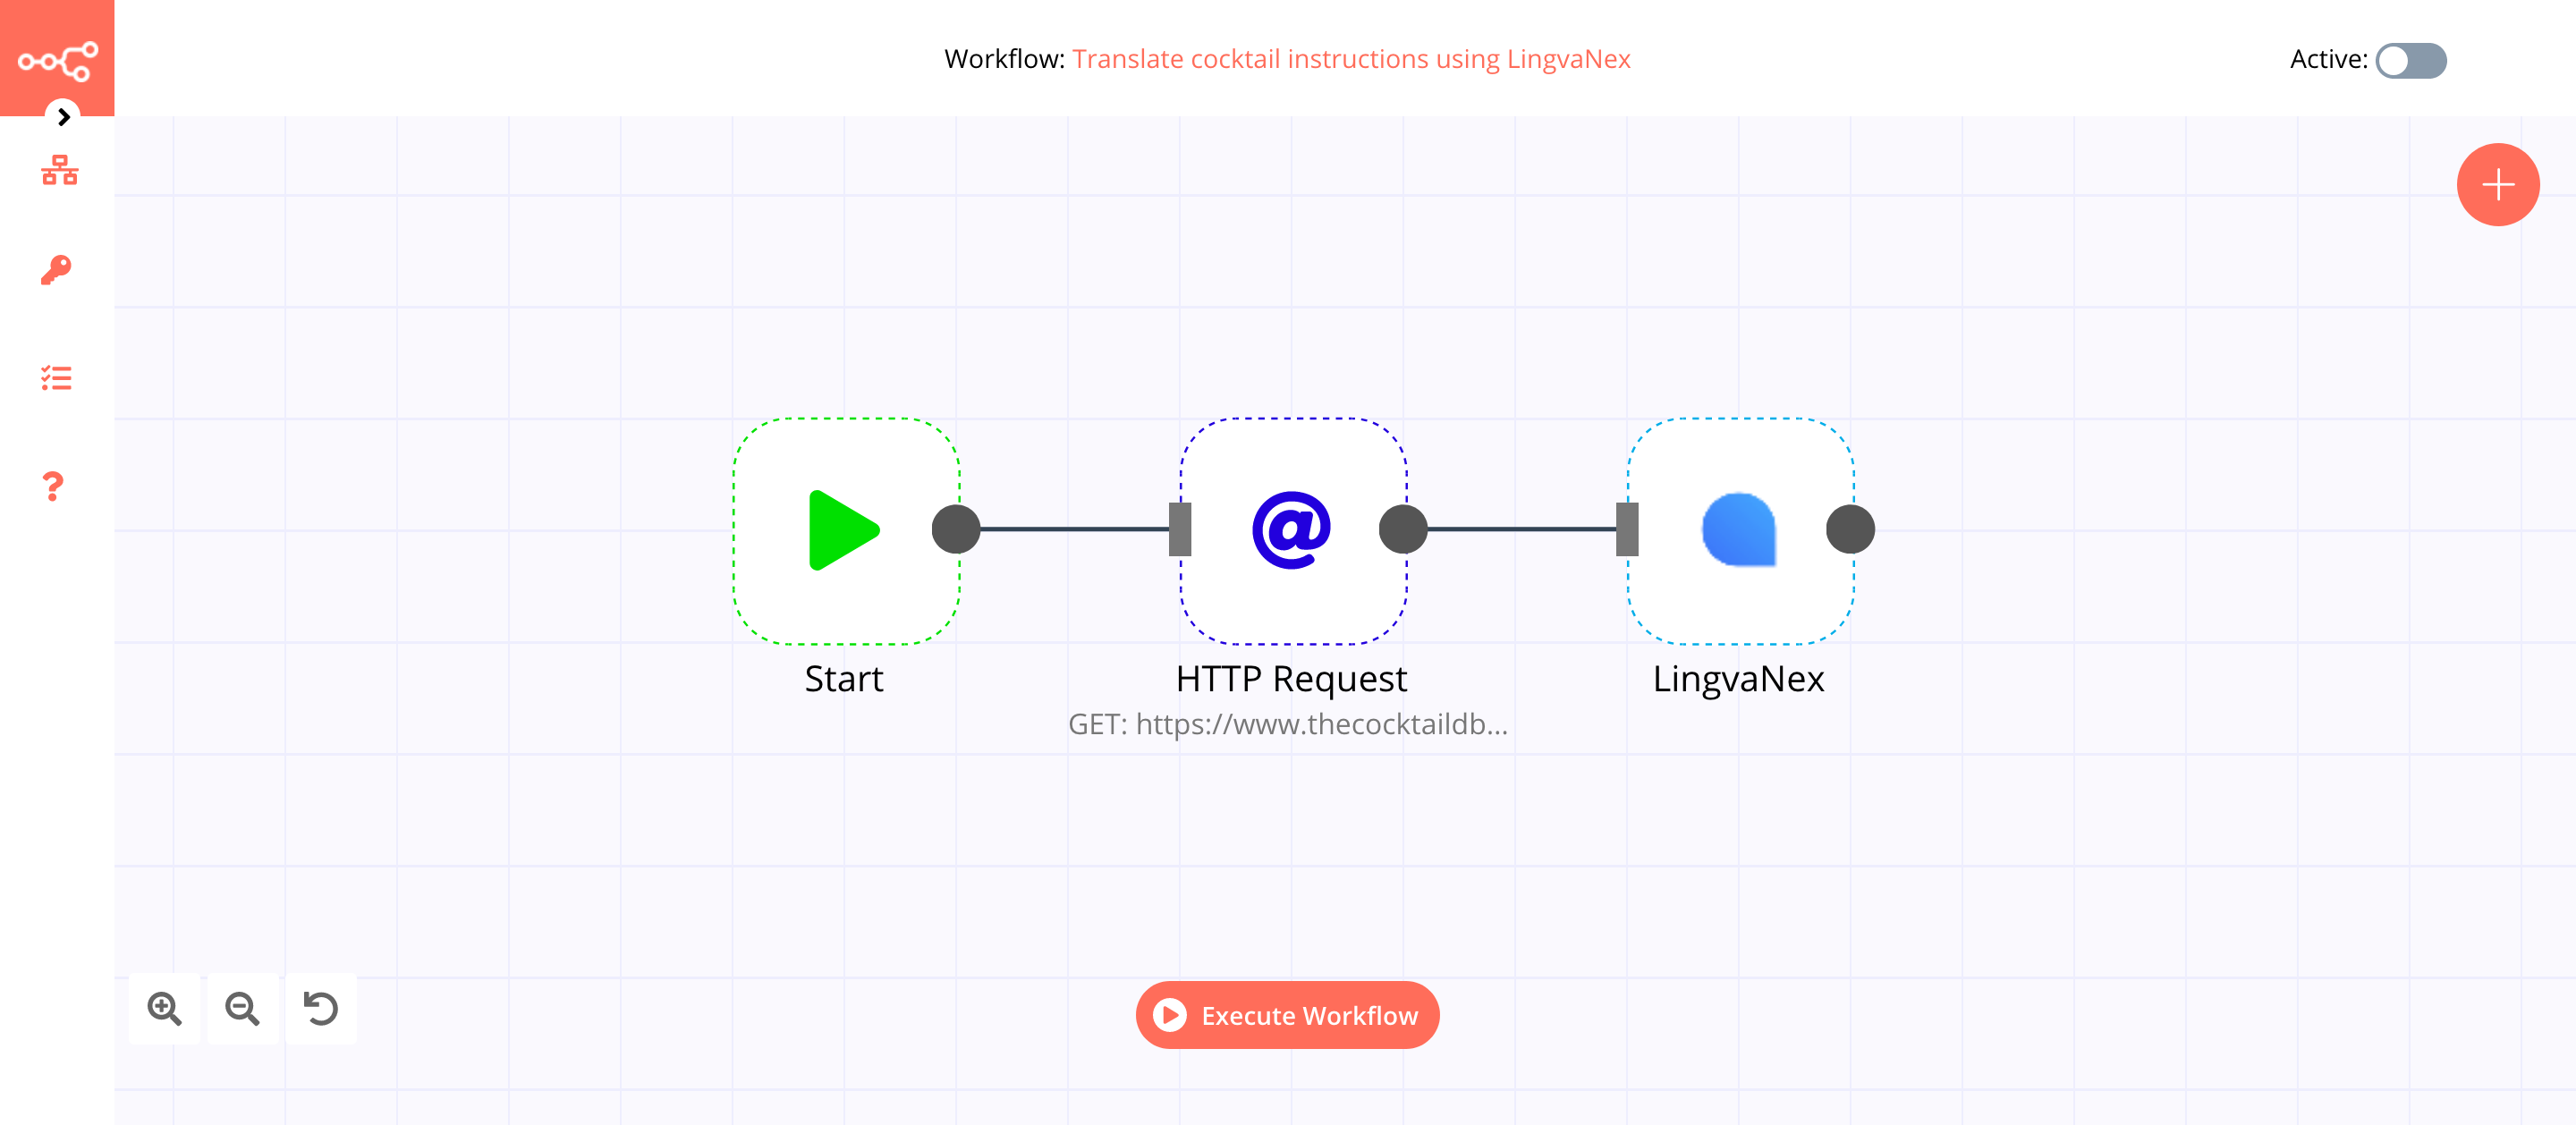 Workflow: Translate cocktail instructions using LingvaNex
Active:
Start
HTTP Request
LingvaNex
GET: https://www.thecocktaildb...
Execute Workflow